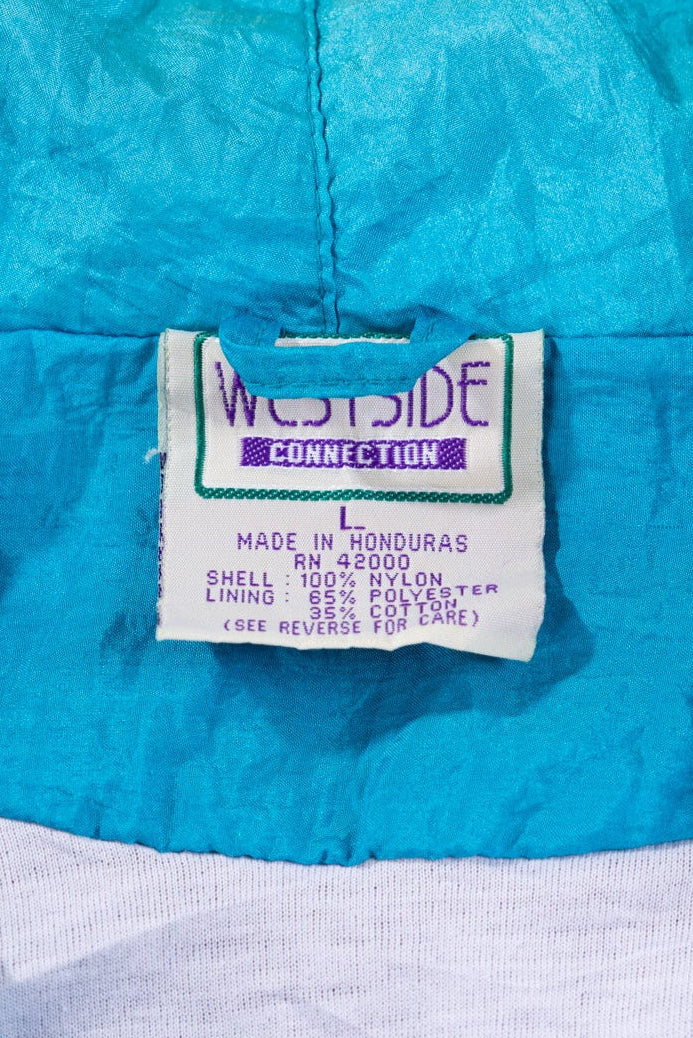 WESTSIDE
CONNECTION
L
MADE IN HONDURAS
RN 42000
SHELL : 100% NYLON
LINING : 65% POLYESTER
35% COTTON
(SEE REVERSE FOR CARE)